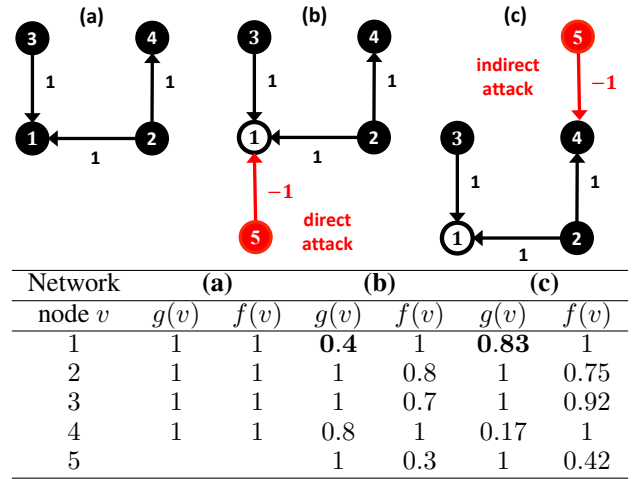 (a) (b) (c)
3 4 3 4 5
1 1 1 1 indirect attack −1
1 2 1 2 3 4
1 1 1 1
−1
5 direct attack 1 2
1
Network (a) (b) (c)
node v g(v) f(v) g(v) f(v) g(v) f(v)
1 1 1 0.4 1 0.83 1
2 1 1 1 0.8 1 0.75
3 1 1 1 0.7 1 0.92
4 1 1 0.8 1 0.17 1
5 1 0.3 1 0.42